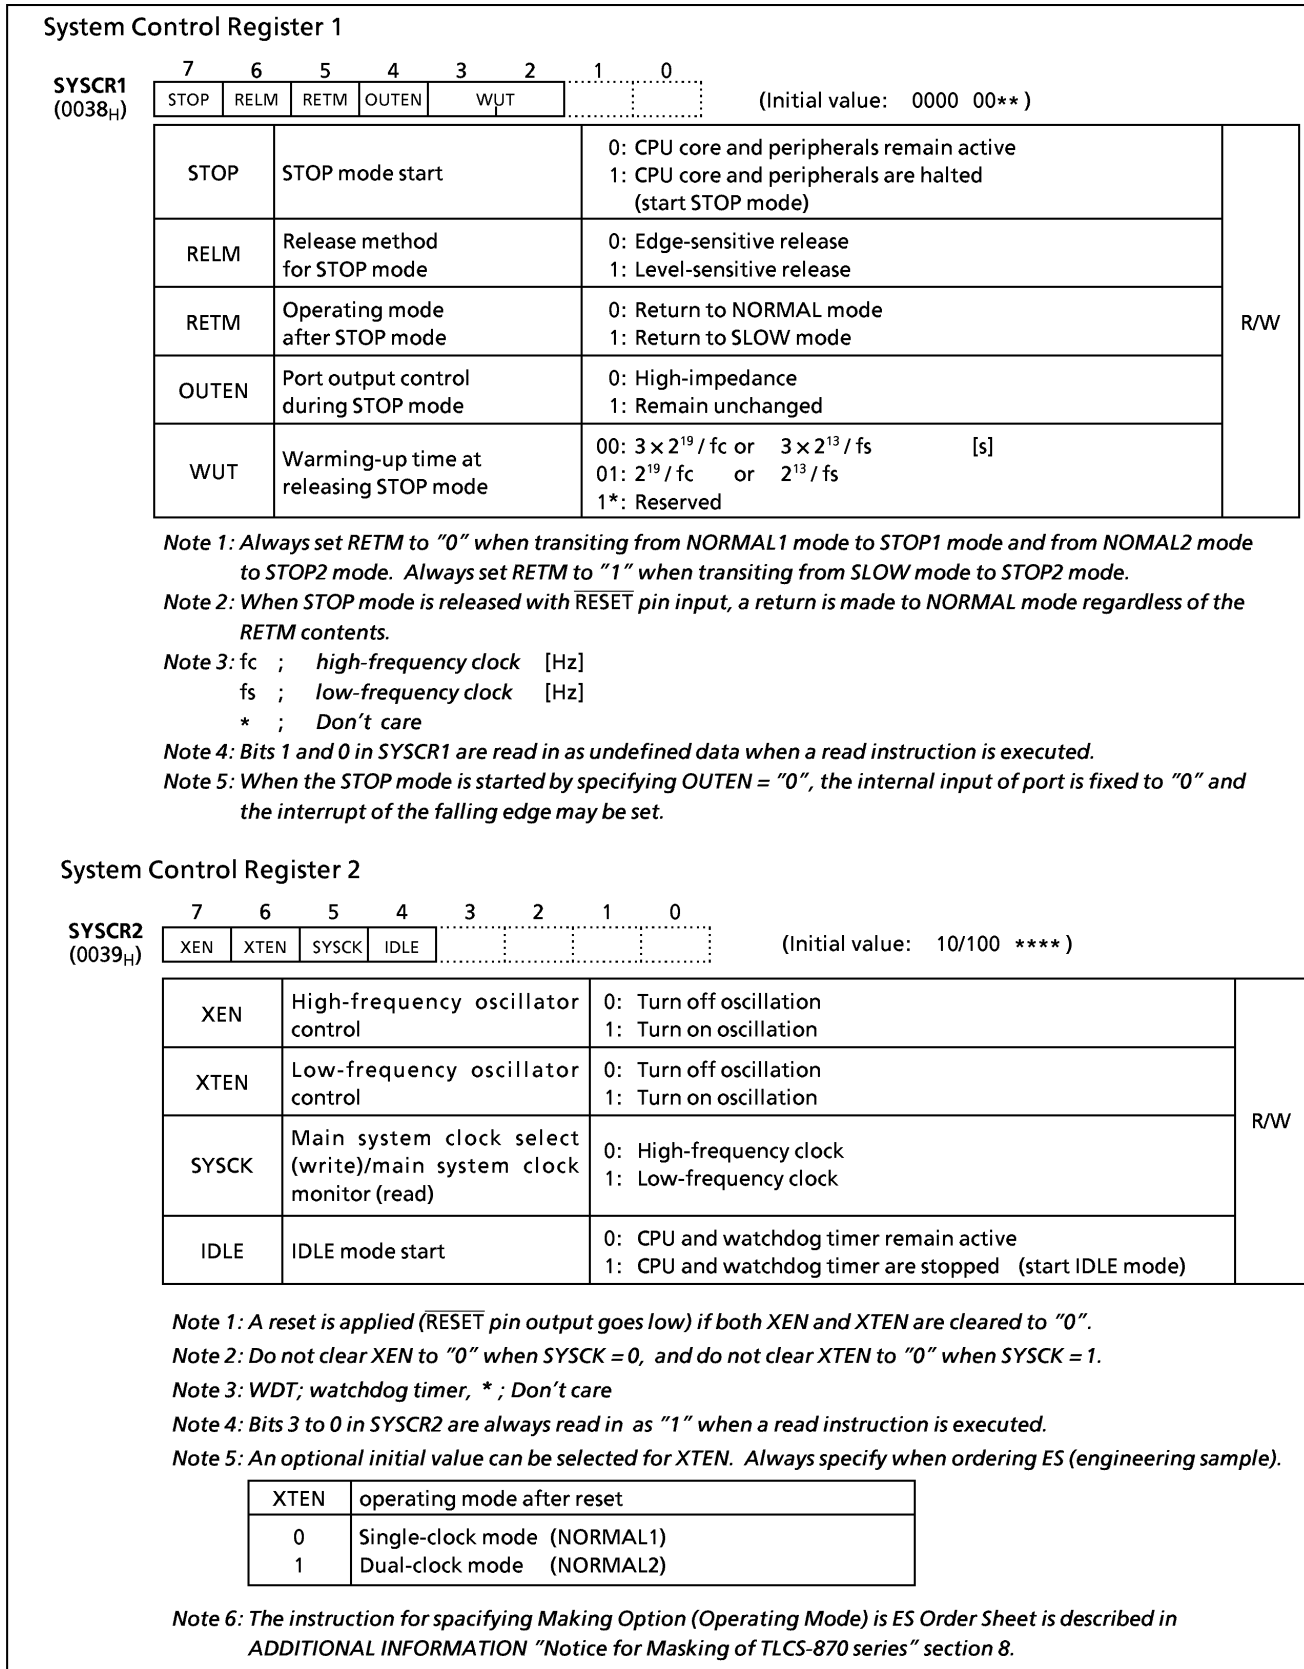 System Control Register 1
7 6 5 4 3 2 1 0
SYSCR1 (0038H) STOP RELM RETM OUTEN WUT (Initial value: 0000 00**)
STOP STOP mode start 0: CPU core and peripherals remain active
1: CPU core and peripherals are halted
(start STOP mode)
RELM Release method for STOP mode 0: Edge-sensitive release
1: Level-sensitive release
RETM Operating mode after STOP mode 0: Return to NORMAL mode
1: Return to SLOW mode
R/W
OUTEN Port output control during STOP mode 0: High-impedance
1: Remain unchanged
WUT Warming-up time at releasing STOP mode 00: 3 × 2¹⁹ / fc or 3 × 2¹³ / fs [s]
01: 2¹⁹ / fc or 2¹³ / fs
1*: Reserved
Note 1: Always set RETM to "0" when transiting from NORMAL1 mode to STOP1 mode and from NOMAL2 mode
to STOP2 mode. Always set RETM to "1" when transiting from SLOW mode to STOP2 mode.
Note 2: When STOP mode is released with RESET pin input, a return is made to NORMAL mode regardless of the
RETM contents.
Note 3: fc ; high-frequency clock [Hz]
fs ; low-frequency clock [Hz]
* ; Don't care
Note 4: Bits 1 and 0 in SYSCR1 are read in as undefined data when a read instruction is executed.
Note 5: When the STOP mode is started by specifying OUTEN = "0", the internal input of port is fixed to "0" and
the interrupt of the falling edge may be set.
System Control Register 2
7 6 5 4 3 2 1 0
SYSCR2 (0039H) XEN XTEN SYSCK IDLE (Initial value: 10/100 ****)
XEN High-frequency oscillator control 0: Turn off oscillation
1: Turn on oscillation
XTEN Low-frequency oscillator control 0: Turn off oscillation
1: Turn on oscillation
R/W
SYSCK Main system clock select (write)/main system clock monitor (read) 0: High-frequency clock
1: Low-frequency clock
IDLE IDLE mode start 0: CPU and watchdog timer remain active
1: CPU and watchdog timer are stopped (start IDLE mode)
Note 1: A reset is applied (RESET pin output goes low) if both XEN and XTEN are cleared to "0".
Note 2: Do not clear XEN to "0" when SYSCK = 0, and do not clear XTEN to "0" when SYSCK = 1.
Note 3: WDT; watchdog timer, * ; Don't care
Note 4: Bits 3 to 0 in SYSCR2 are always read in as "1" when a read instruction is executed.
Note 5: An optional initial value can be selected for XTEN. Always specify when ordering ES (engineering sample).
XTEN operating mode after reset
0 Single-clock mode (NORMAL1)
1 Dual-clock mode (NORMAL2)
Note 6: The instruction for spacifying Making Option (Operating Mode) is ES Order Sheet is described in
ADDITIONAL INFORMATION "Notice for Masking of TLCS-870 series" section 8.